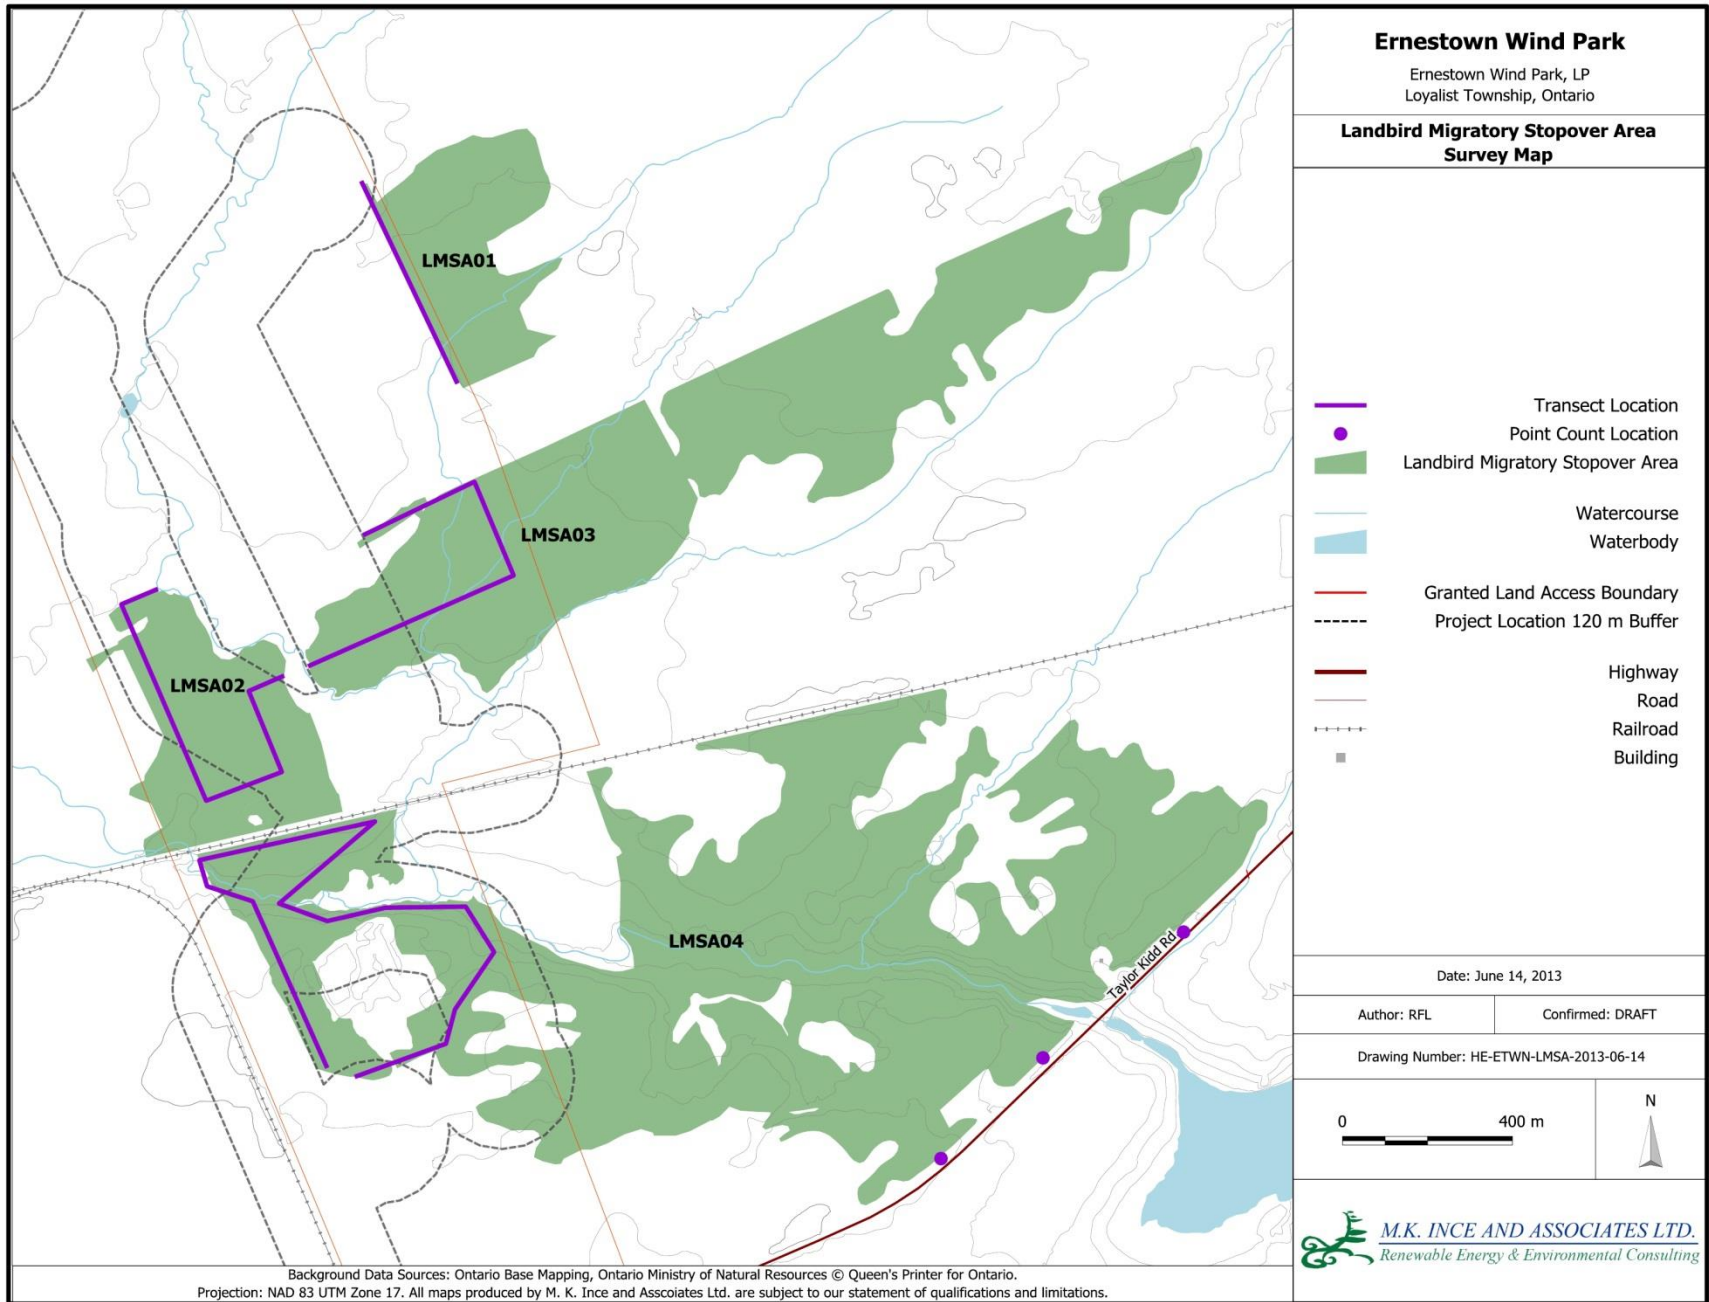 Ernestown Wind Park
Ernestown Wind Park, LP
Loyalist Township, Ontario
Landbird Migratory Stopover Area
Survey Map
LMSA01
LMSA03
LMSA02
LMSA04
Taylor Kidd Rd
Transect Location
Point Count Location
Landbird Migratory Stopover Area
Watercourse
Waterbody
Granted Land Access Boundary
Project Location 120 m Buffer
Highway
Road
Railroad
Building
Date: June 14, 2013
Author: RFL
Confirmed: DRAFT
Drawing Number: HE-ETWN-LMSA-2013-06-14
0 400 m
N
M.K. INCE AND ASSOCIATES LTD.
Renewable Energy & Environmental Consulting
Background Data Sources: Ontario Base Mapping, Ontario Ministry of Natural Resources © Queen's Printer for Ontario.
Projection: NAD 83 UTM Zone 17. All maps produced by M. K. Ince and Asscoiates Ltd. are subject to our statement of qualifications and limitations.